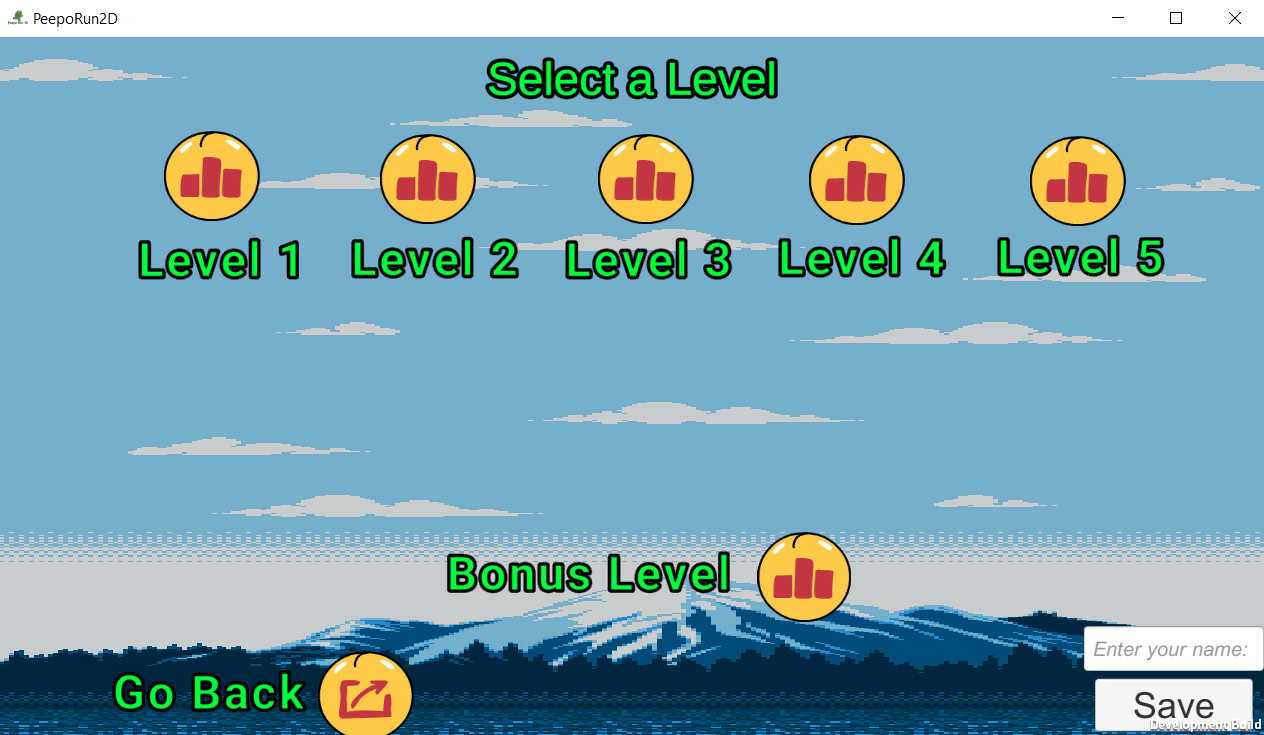 PeepoRun2D
Select a Level
Level 1 Level 2 Level 3 Level 4 Level 5
Bonus Level
Enter your name:
Go Back
Save
Development Build